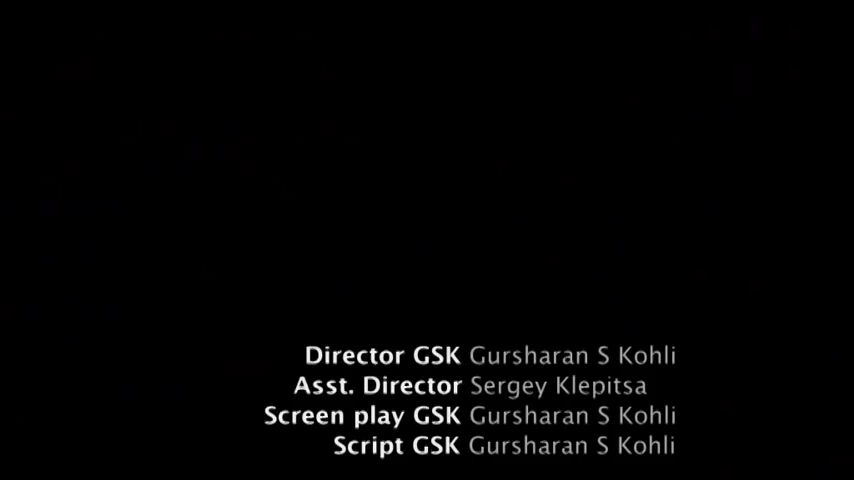 Director GSK Gursharan S Kohli
Asst. Director Sergey Klepitsa
Screen play GSK Gursharan S Kohli
Script GSK Gursharan S Kohli